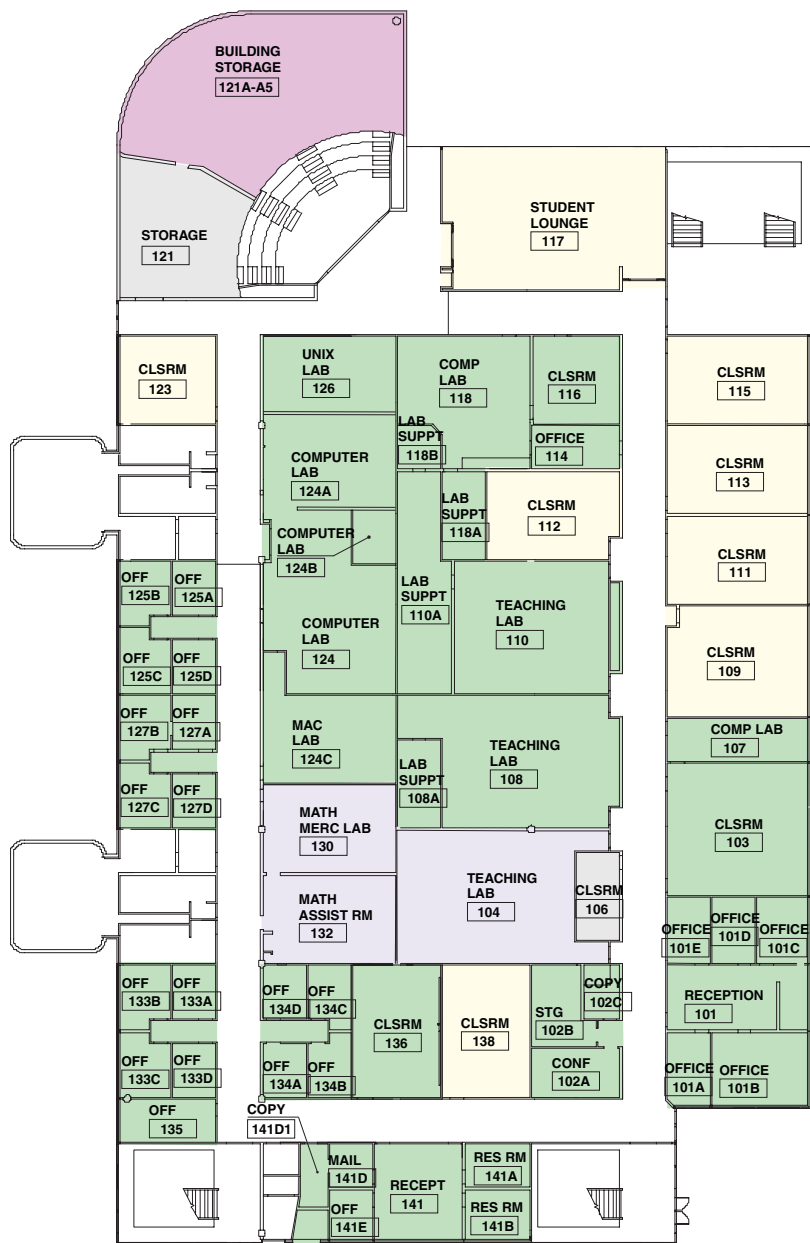 BUILDING
STORAGE
121A-A5
STUDENT
LOUNGE
117
STORAGE
121
CLSRM
123
UNIX
LAB
126
COMP
LAB
118
CLSRM
116
CLSRM
115
LAB
SUPPT
118B
OFFICE
114
COMPUTER
LAB
124A
LAB
SUPPT
118A
CLSRM
112
CLSRM
113
COMPUTER
LAB
124B
CLSRM
111
OFF
125B
OFF
125A
LAB
SUPPT
110A
TEACHING
LAB
110
COMPUTER
LAB
124
OFF
125C
OFF
125D
CLSRM
109
OFF
127B
OFF
127A
MAC
LAB
124C
TEACHING
LAB
108
LAB
SUPPT
108A
COMP LAB
107
OFF
127C
OFF
127D
MATH
MERC LAB
130
CLSRM
103
TEACHING
LAB
104
CLSRM
106
MATH
ASSIST RM
132
OFFICE
101E
OFFICE
101D
OFFICE
101C
OFF
133B
OFF
133A
OFF
134D
OFF
134C
CLSRM
136
CLSRM
138
STG
102B
COPY
102C
RECEPTION
101
OFF
133C
OFF
133D
OFF
134A
OFF
134B
CONF
102A
OFFICE
101A
OFFICE
101B
OFF
135
COPY
141D1
MAIL
141D
RECEPT
141
RES RM
141A
OFF
141E
RES RM
141B